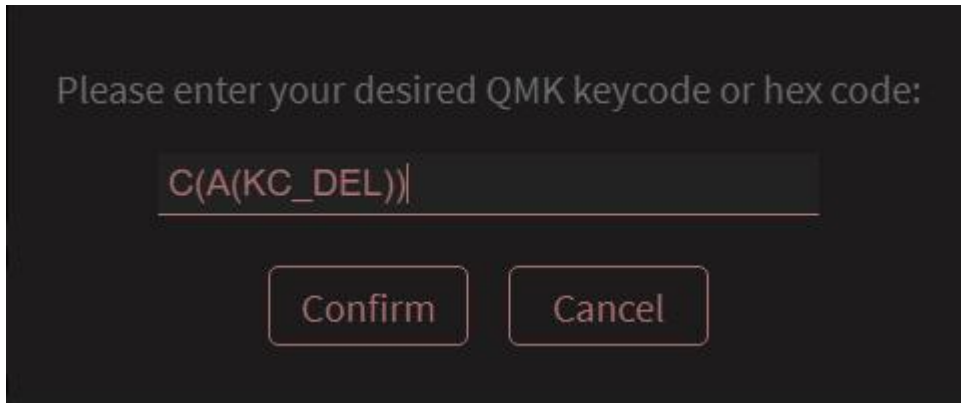 Please enter your desired QMK keycode or hex code:
C(A(KC_DEL))
Confirm
Cancel